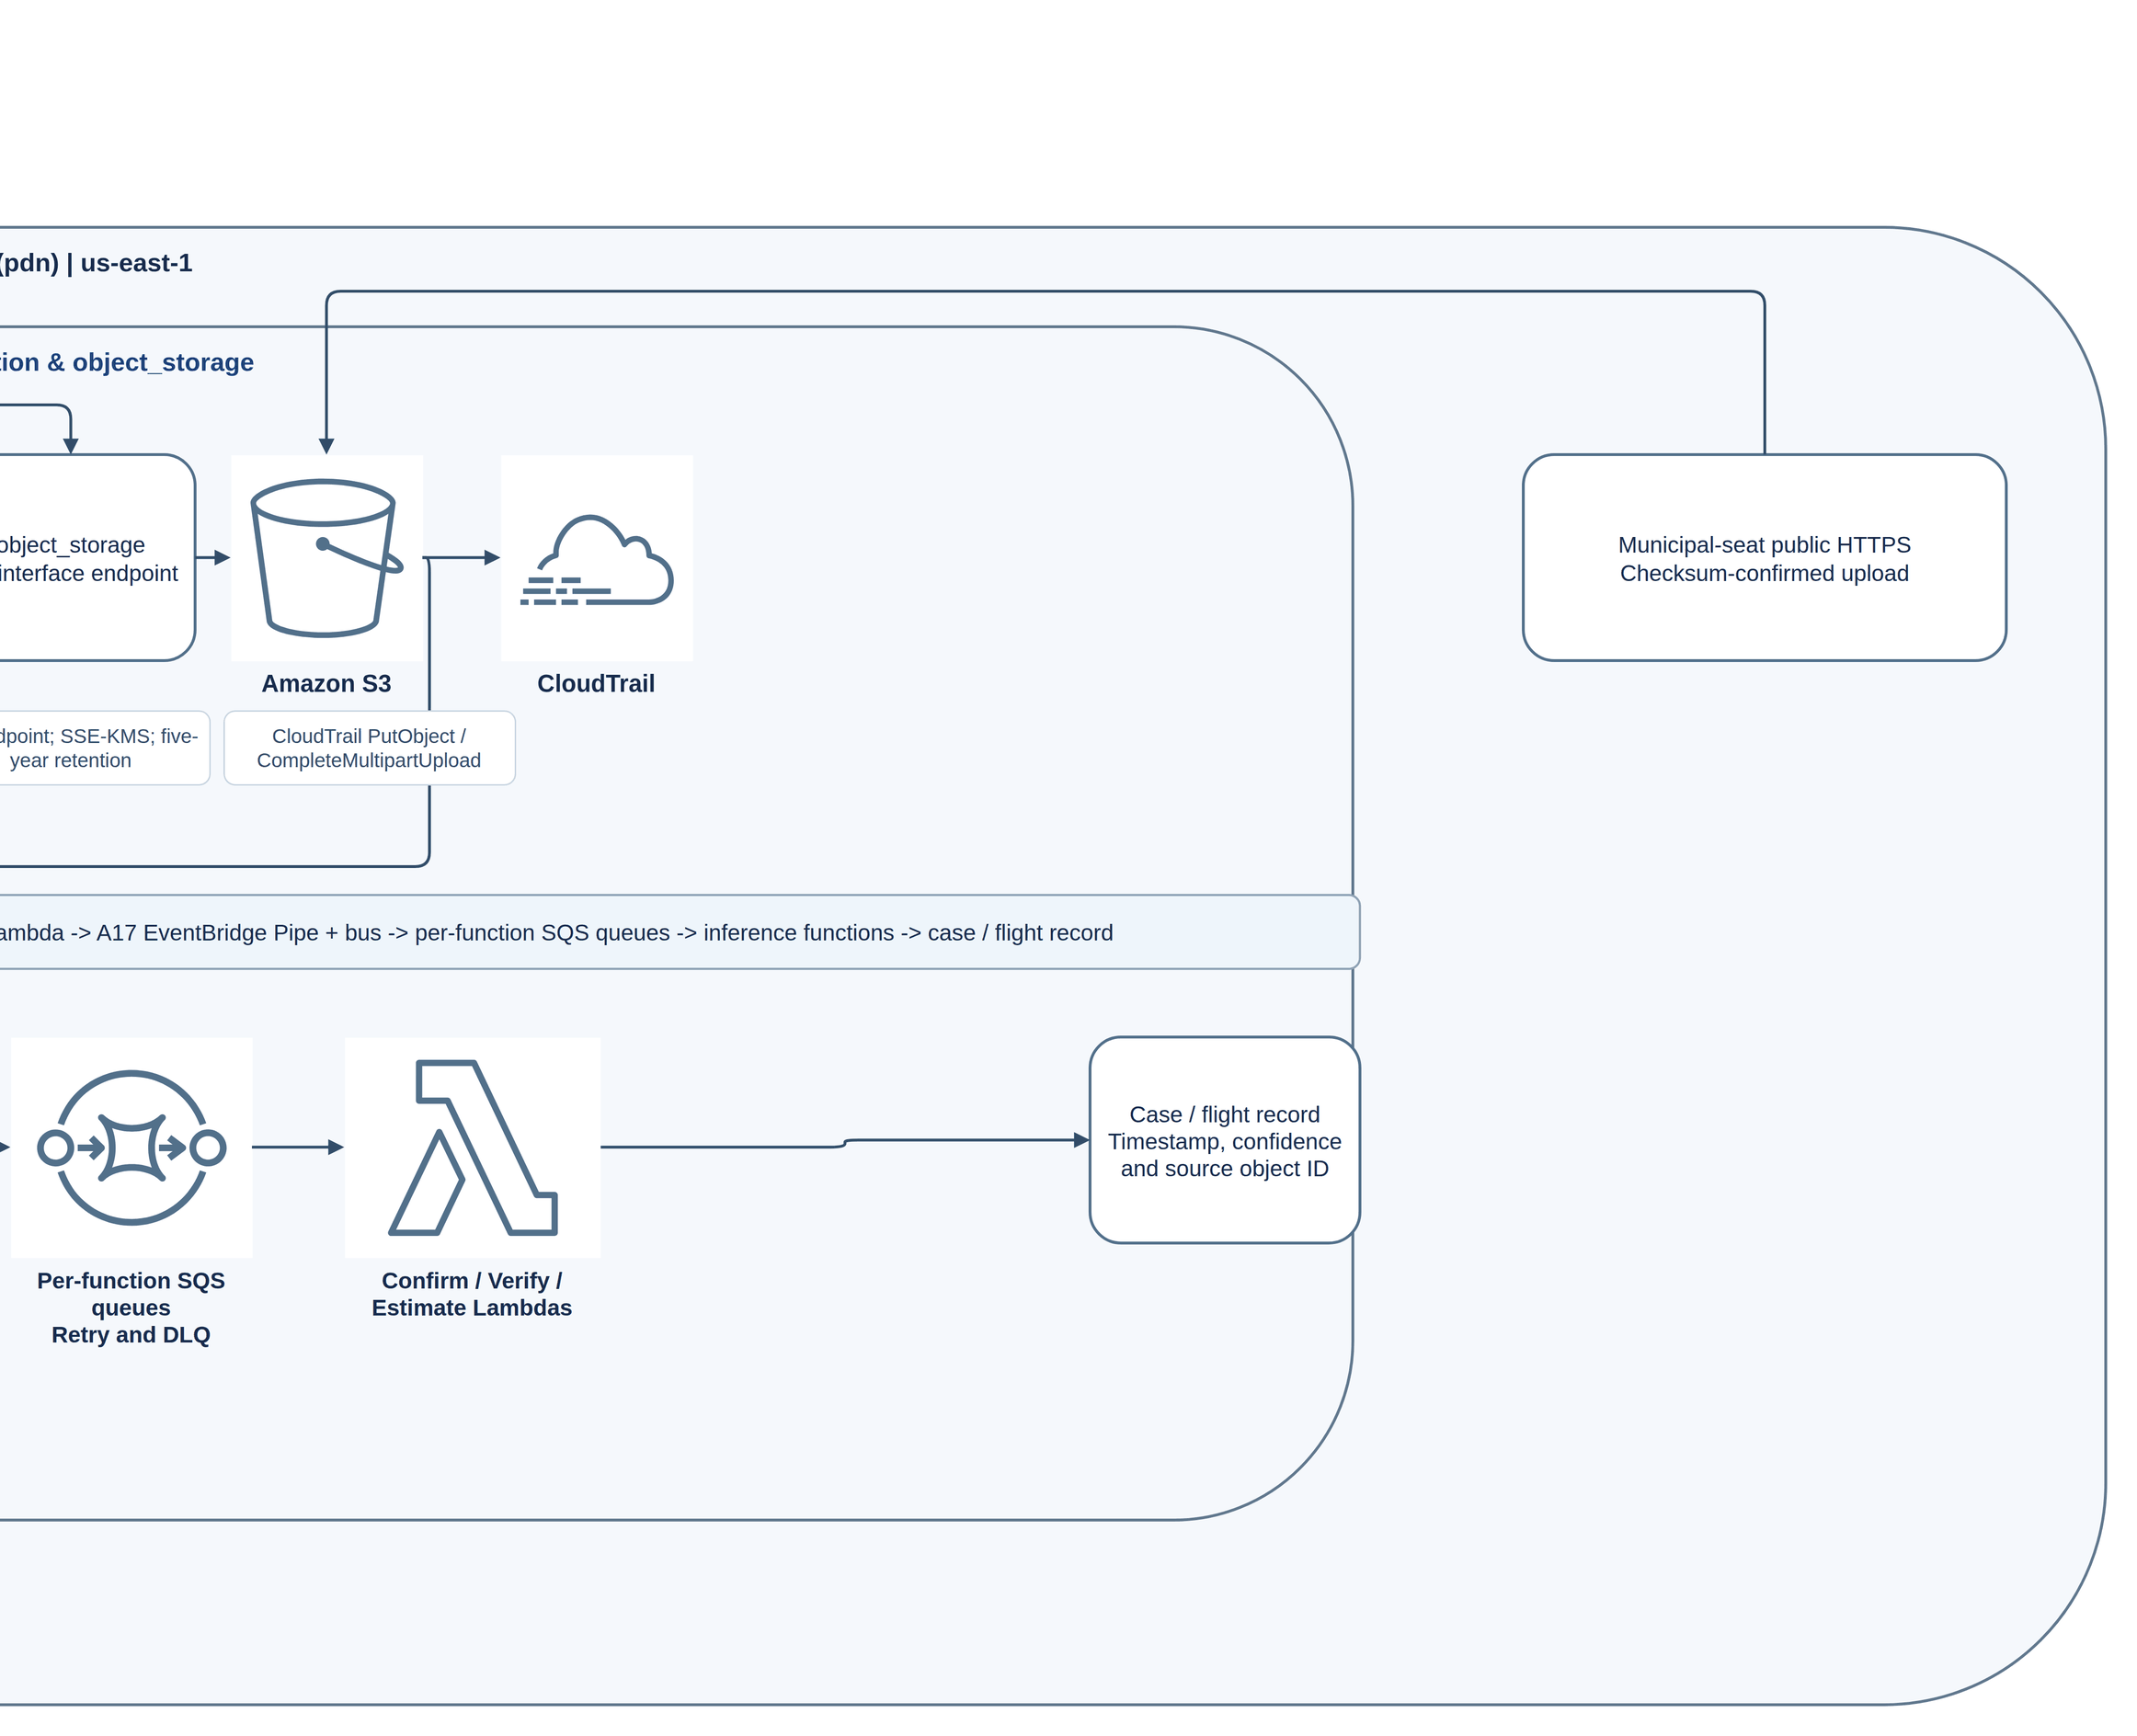 (pdn) | us-east-1
tion & object_storage
object_storage
interface endpoint
Municipal-seat public HTTPS
Checksum-confirmed upload
Amazon S3
CloudTrail
dpoint; SSE-KMS; five-
year retention
CloudTrail PutObject /
CompleteMultipartUpload
ambda -> A17 EventBridge Pipe + bus -> per-function SQS queues -> inference functions -> case / flight record
Case / flight record
Timestamp, confidence
and source object ID
Per-function SQS
queues
Retry and DLQ
Confirm / Verify /
Estimate Lambdas